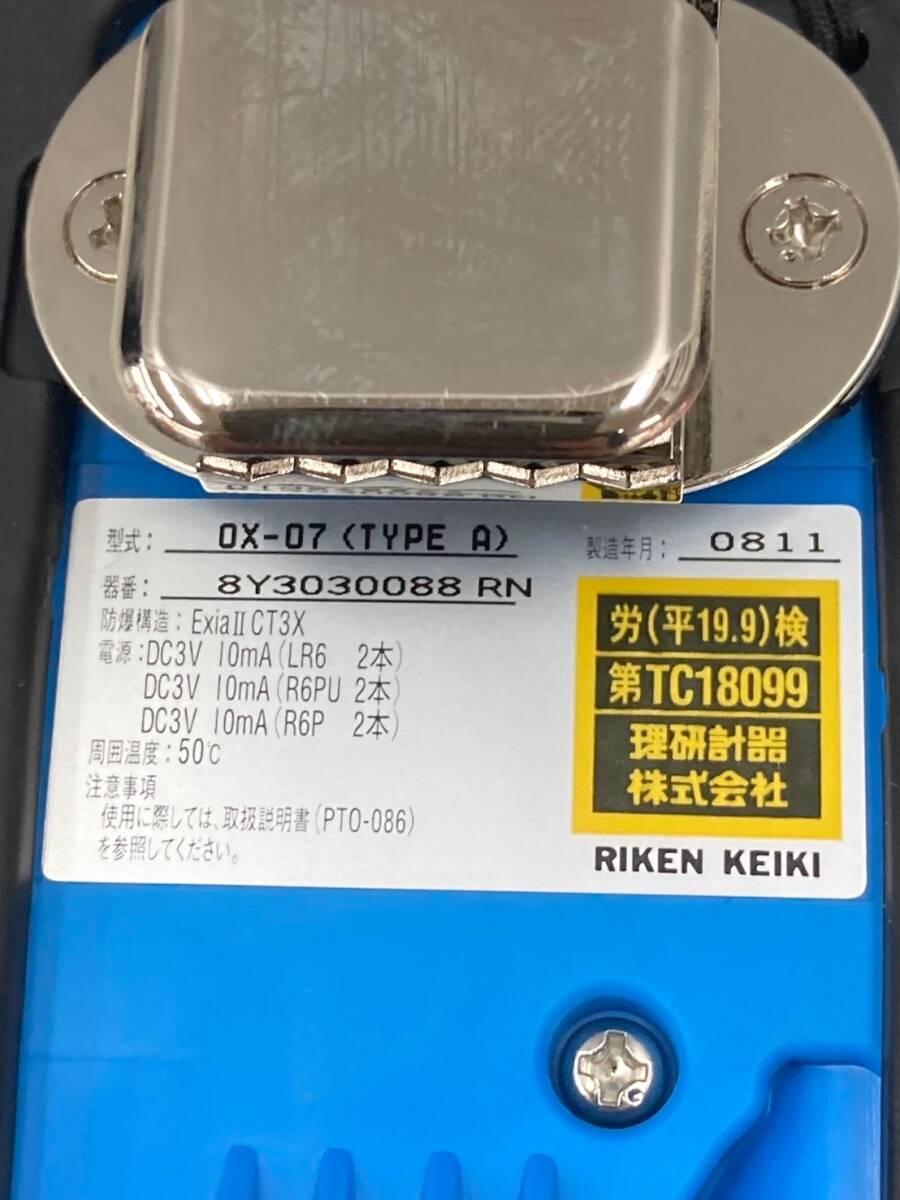 型式: OX-07 (TYPE A)
製造年月: 0811
器番: 8Y3030088 RN
防爆構造: ExiaⅡCT3X
電源: DC3V 10mA (LR6 2本)
DC3V 10mA (R6PU 2本)
DC3V 10mA (R6P 2本)
周囲温度: 50℃
注意事項
使用に際しては、取扱説明書 (PTO-086)
を参照してください。
労(平19.9)検
第TC18099
理研計器
株式会社
RIKEN KEIKI